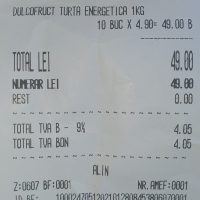 DULCOFRUCT TURTA ENERGETICA 1KG
10 BUC X 4.90= 49.00 B
TOTAL LEI 49.00
NUMERAR LEI 49.00
REST 0.00
TOTAL TVA B - 9% 4.05
TOTAL TVA BON 4.05
ALIN
Z:0607 BF:0001 NR.AMEF:0001
ID BF: